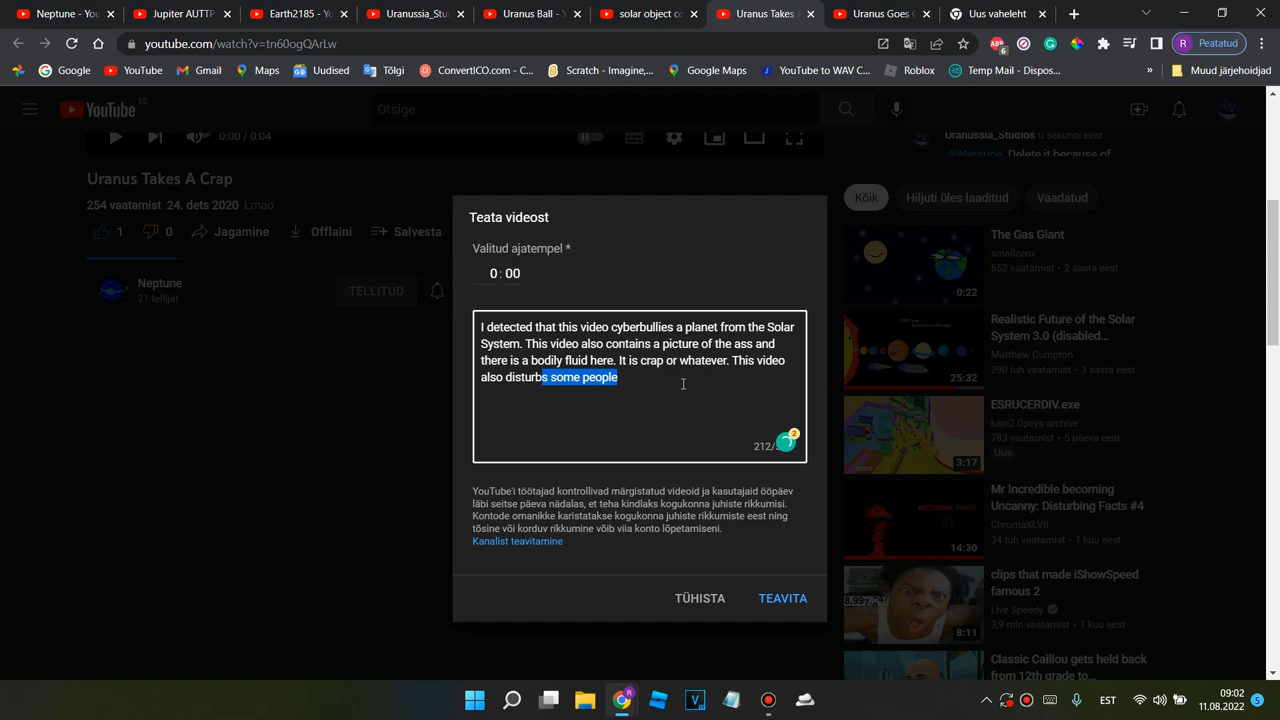 Neptune - Yo
Jupiter AUTTP
Earth2185 - Yo
Uranussia_Stu
Uranus Ball - Y
solar object co
Uranus Takes A
Uranus Goes C
Uus vaheleht
youtube.com/watch?v=tn60ogQArLw
6
R Peatatud
Google
YouTube
Gmail
Maps
Uudised
Tõlgi
ConvertICO.com - C...
Scratch - Imagine,...
Google Maps
YouTube to WAV C...
Roblox
Temp Mail - Dispos...
»
Muud järjehoidjad
YouTube EE
Otsige
0:00 / 0:04
Uranussia_Studios 0 sekundi eest
@Neptune Delete it because of
Uranus Takes A Crap
254 vaatamist 24. dets 2020 Lmao
1
0
Jagamine
Offlaini
Salvesta
Neptune
21 tellijat
TELLITUD
Teata videost
Valitud ajatempel *
0 : 00
I detected that this video cyberbullies a planet from the Solar
System. This video also contains a picture of the ass and
there is a bodily fluid here. It is crap or whatever. This video
also disturbs some people
212/
2
YouTube'i töötajad kontrollivad märgistatud videoid ja kasutajaid ööpäev
läbi seitse päeva nädalas, et teha kindlaks kogukonna juhiste rikkumisi.
Kontode omanikke karistatakse kogukonna juhiste rikkumiste eest ning
tõsine või korduv rikkumine võib viia konto lõpetamiseni.
Kanalist teavitamine
TÜHISTA
TEAVITA
Kõik
Hiljuti üles laaditud
Vaadatud
The Gas Giant
smallzero
652 vaatamist • 2 aasta eest
0:22
Realistic Future of the Solar
System 3.0 (disabled...
Matthew Cumpton
290 tuh vaatamist • 3 aasta eest
25:32
ESRUCERDIV.exe
kapi2.0peys archive
783 vaatamist • 5 päeva eest
Uus
3:17
Mr Incredible becoming
Uncanny: Disturbing Facts #4
ChromaXLVII
34 tuh vaatamist • 1 kuu eest
14:30
clips that made iShowSpeed
famous 2
Live Speedy
3,9 mln vaatamist • 1 kuu eest
8:11
Classic Caillou gets held back
from 12th grade to...
R
V
EST
09:02
11.08.2022
5